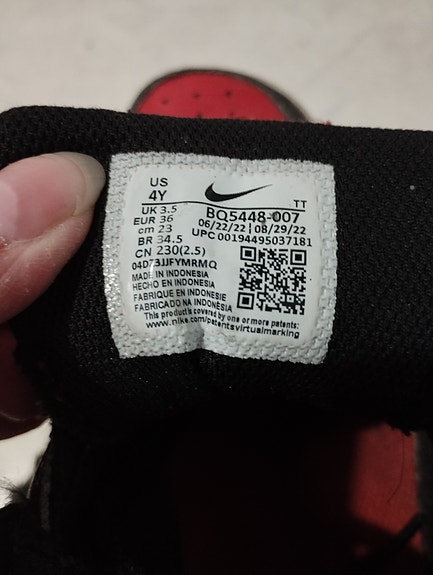 US
4Y
TT
UK 3.5
EUR 36
cm 23
BR 34.5
CN 230(2.5)
BQ5448-007
06/22/22 | 08/29/22
UPC 00194495037181
04D73JJFYMRMQ
MADE IN INDONESIA
HECHO EN INDONESIA
FABRIQUE EN INDONESIE
FABRICADO NA INDONÉSIA
This product is covered by one or more patents:
www.nike.com/patentsvirtualmarking